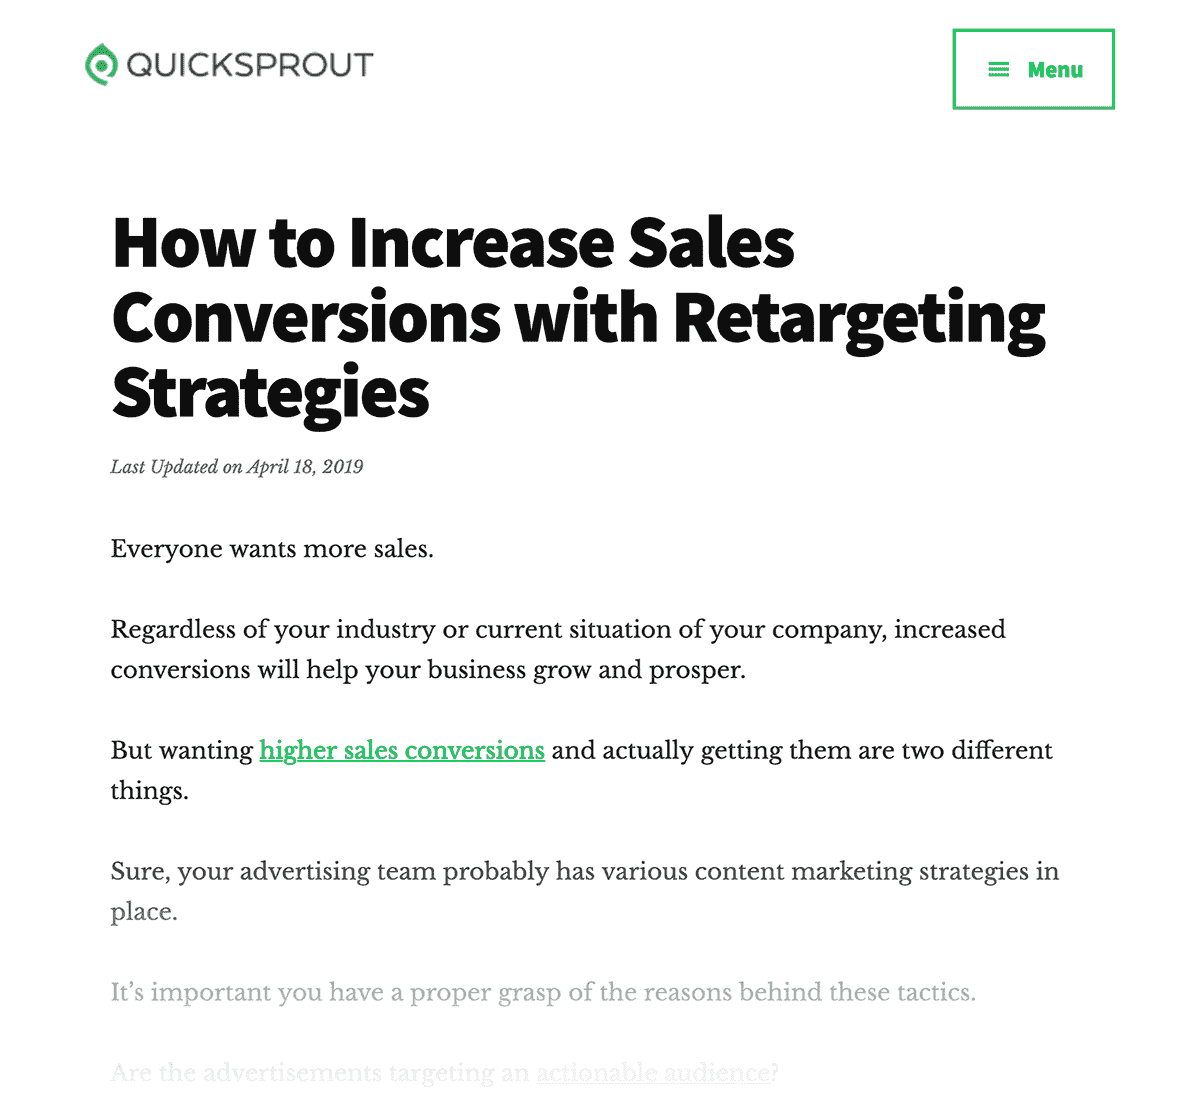 QUICKSPROUT
Menu
How to Increase Sales
Conversions with Retargeting
Strategies
Last Updated on April 18, 2019
Everyone wants more sales.
Regardless of your industry or current situation of your company, increased
conversions will help your business grow and prosper.
But wanting higher sales conversions and actually getting them are two different
things.
Sure, your advertising team probably has various content marketing strategies in
place.
It’s important you have a proper grasp of the reasons behind these tactics.
Are the advertisements targeting an actionable audience?